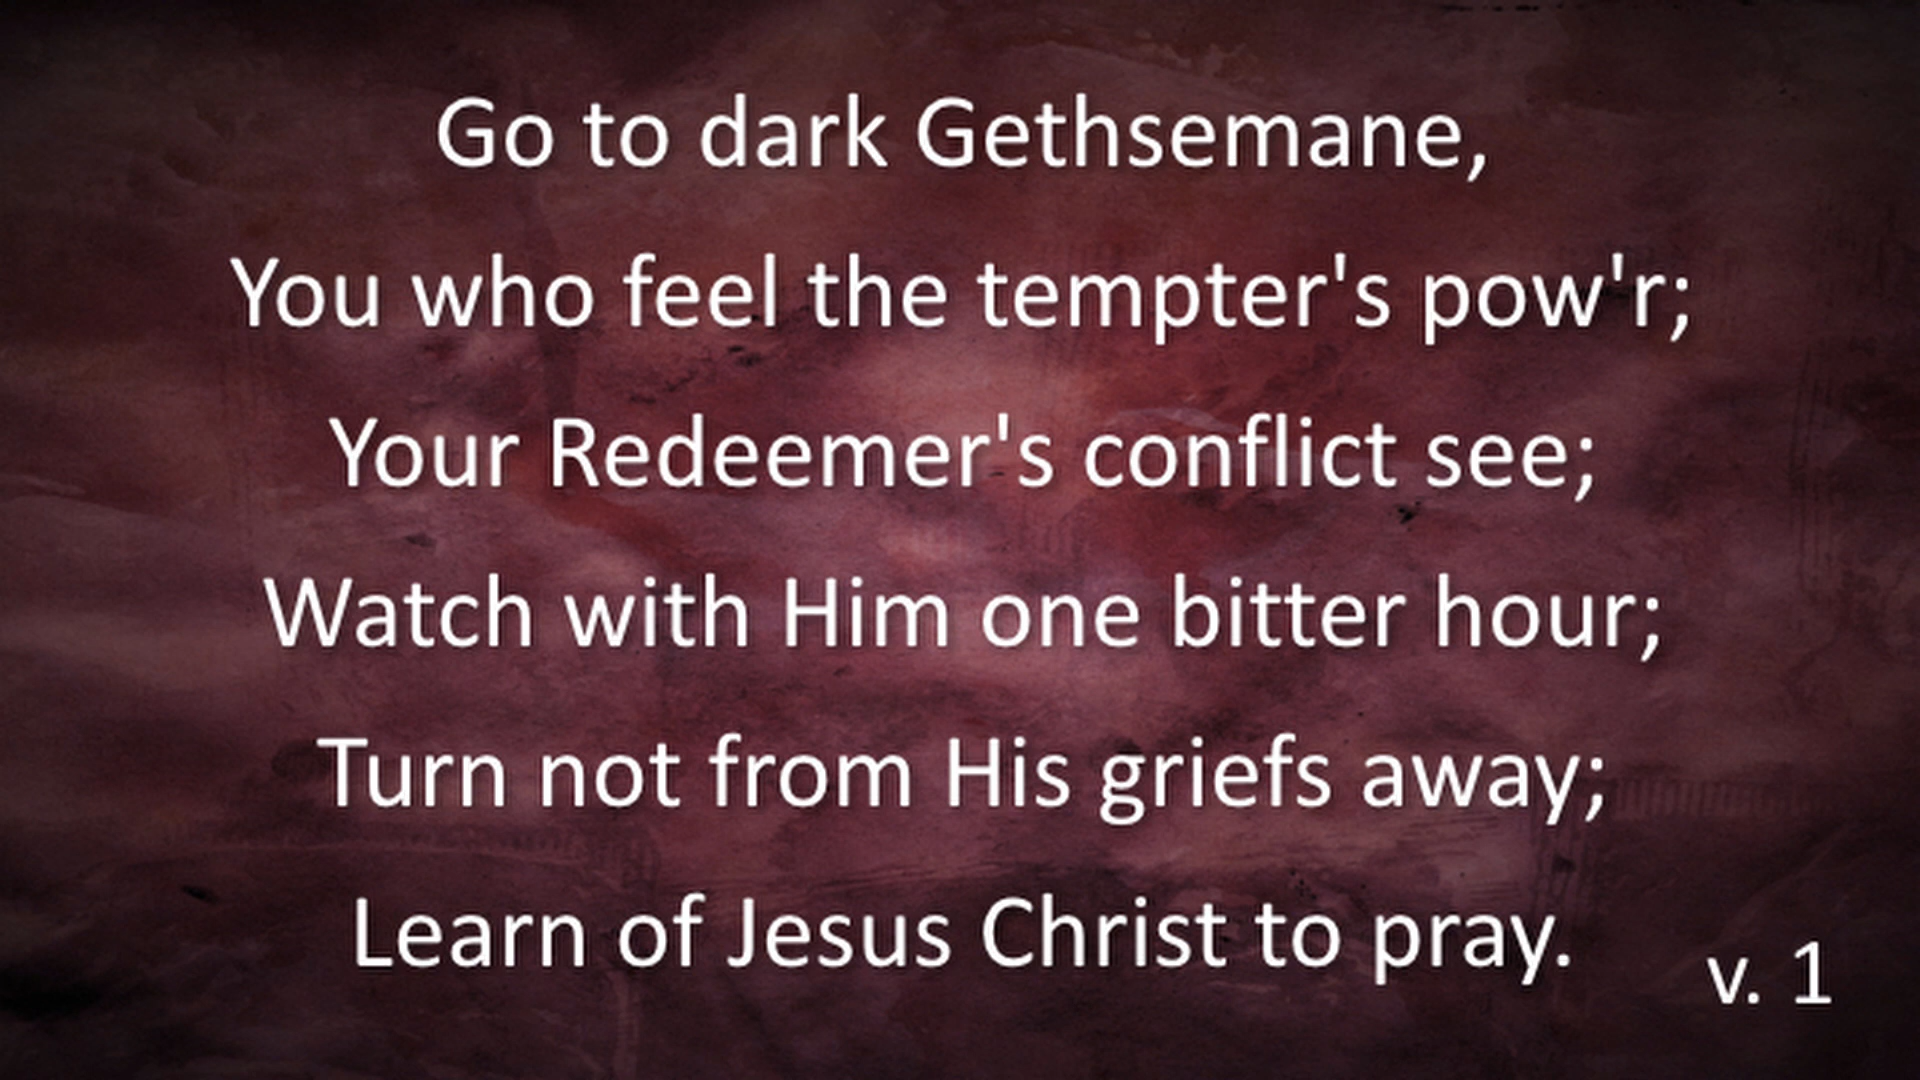 Go to dark Gethsemane,
You who feel the tempter's pow'r;
Your Redeemer's conflict see;
Watch with Him one bitter hour;
Turn not from His griefs away;
Learn of Jesus Christ to pray.
v. 1